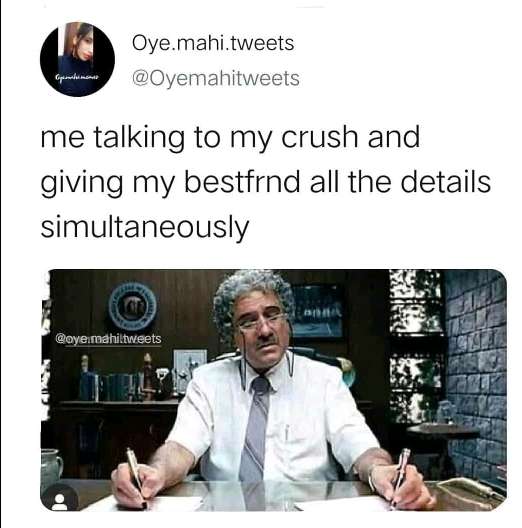 Oye.mahi.tweets
@Oyemahitweets
me talking to my crush and
giving my bestfrnd all the details
simultaneously
@oye.mahi.tweets